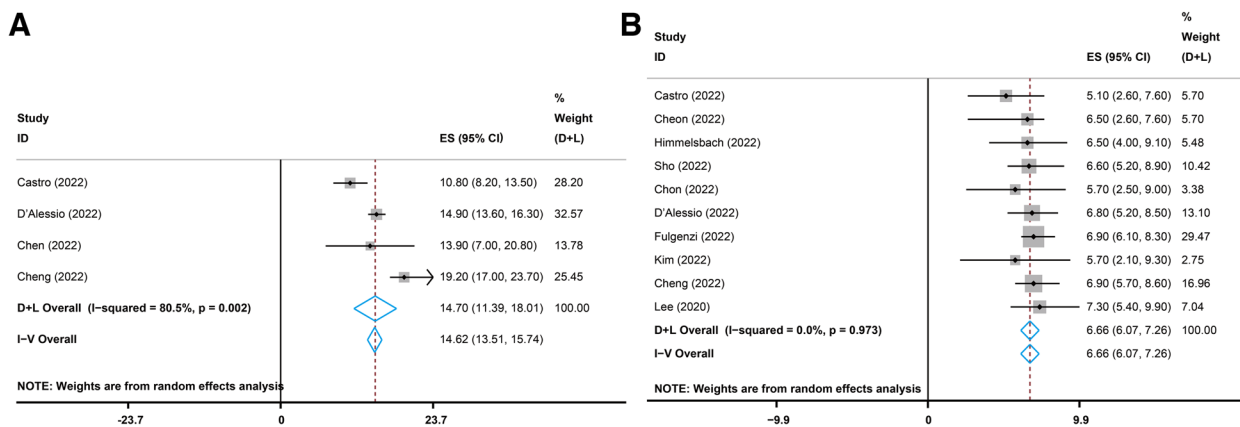 A
%
Study Weight
ID ES (95% CI) (D+L)
Castro (2022) 10.80 (8.20, 13.50) 28.20
D'Alessio (2022) 14.90 (13.60, 16.30) 32.57
Chen (2022) 13.90 (7.00, 20.80) 13.78
Cheng (2022) 19.20 (17.00, 23.70) 25.45
D+L Overall (I-squared = 80.5%, p = 0.002) 14.70 (11.39, 18.01) 100.00
I-V Overall 14.62 (13.51, 15.74)
NOTE: Weights are from random effects analysis
-23.7 0 23.7
B
%
Study Weight
ID ES (95% CI) (D+L)
Castro (2022) 5.10 (2.60, 7.60) 5.70
Cheon (2022) 6.50 (2.60, 7.60) 5.70
Himmelsbach (2022) 6.50 (4.00, 9.10) 5.48
Sho (2022) 6.60 (5.20, 8.90) 10.42
Chon (2022) 5.70 (2.50, 9.00) 3.38
D'Alessio (2022) 6.80 (5.20, 8.50) 13.10
Fulgenzi (2022) 6.90 (6.10, 8.30) 29.47
Kim (2022) 5.70 (2.10, 9.30) 2.75
Cheng (2022) 6.90 (5.70, 8.60) 16.96
Lee (2020) 7.30 (5.40, 9.90) 7.04
D+L Overall (I-squared = 0.0%, p = 0.973) 6.66 (6.07, 7.26) 100.00
I-V Overall 6.66 (6.07, 7.26)
NOTE: Weights are from random effects analysis
-9.9 0 9.9